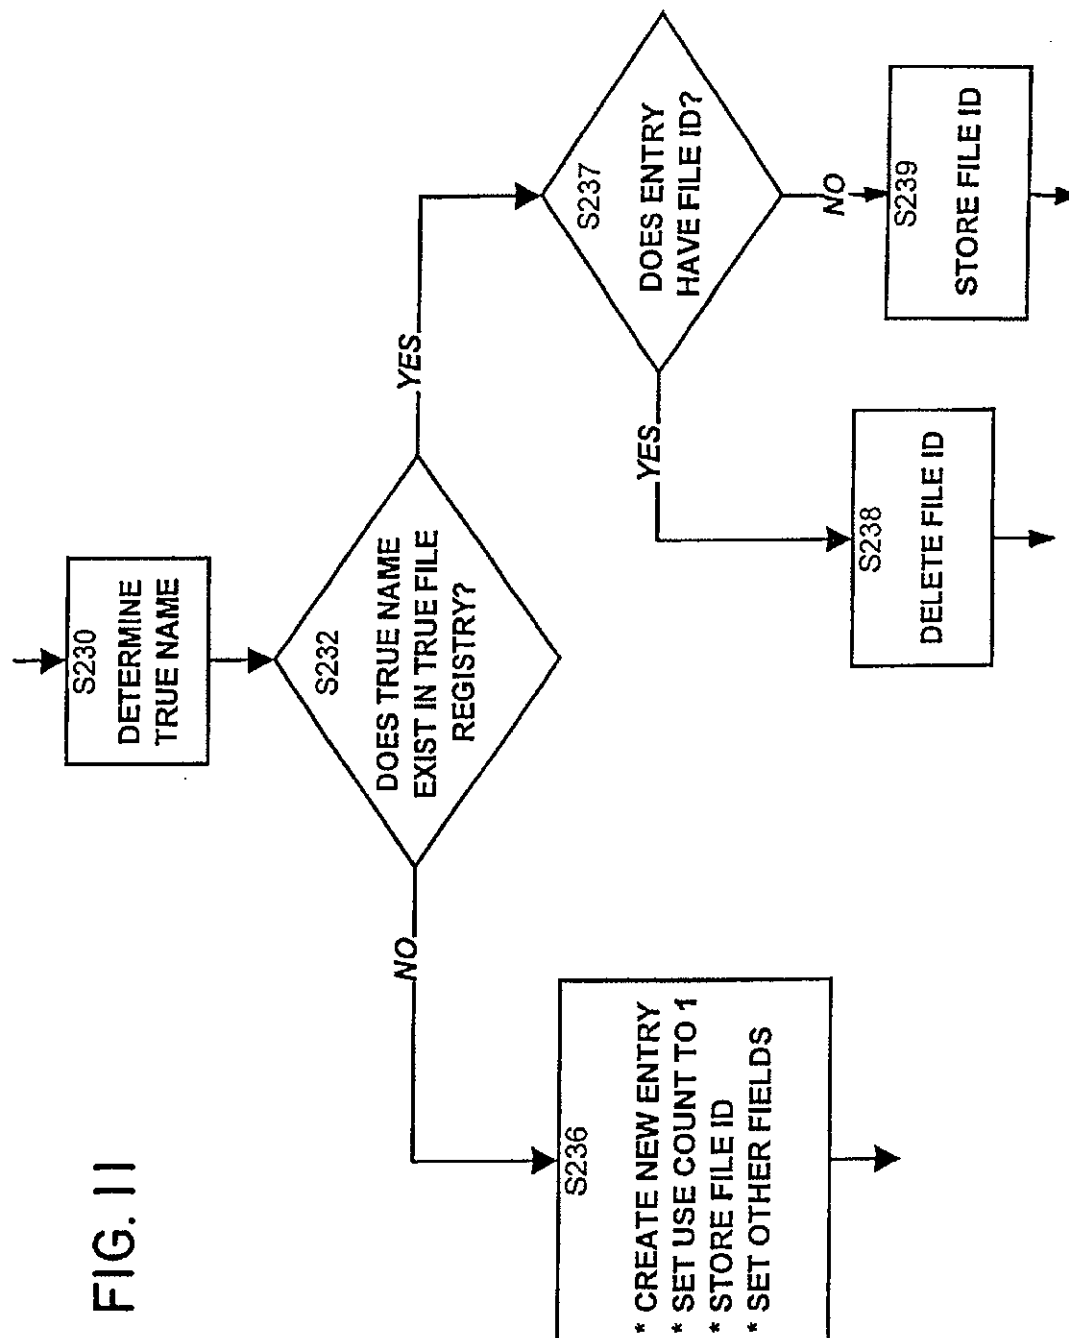 FIG. 11
S230
DETERMINE
TRUE NAME
S232
DOES TRUE NAME
EXIST IN TRUE FILE
REGISTRY?
NO
YES
S236
* CREATE NEW ENTRY
* SET USE COUNT TO 1
* STORE FILE ID
* SET OTHER FIELDS
S237
DOES ENTRY
HAVE FILE ID?
YES
NO
S238
DELETE FILE ID
S239
STORE FILE ID